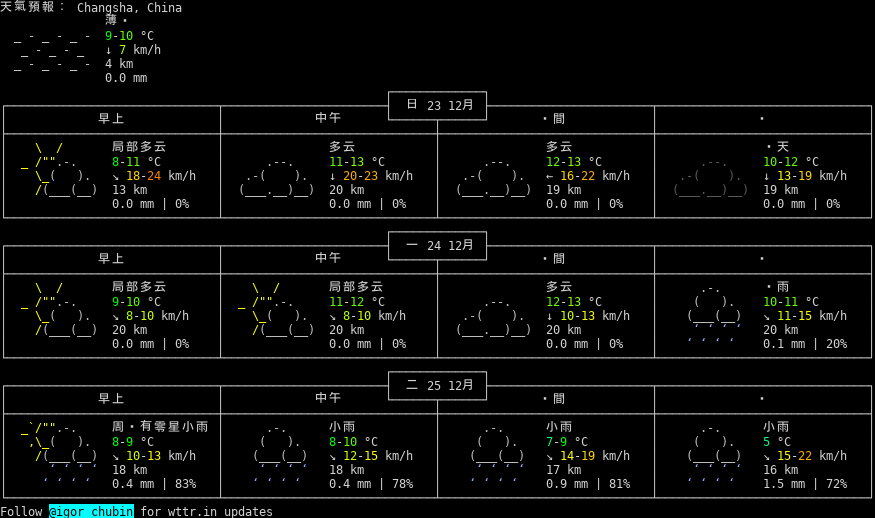 天氣預報： Changsha, China
薄・
9-10 °C
↓ 7 km/h
4 km
0.0 mm
日 23 12月
早上 中午 ・間 ・
局部多云 多云 多云 ・天
8-11 °C 11-13 °C 12-13 °C 10-12 °C
↘ 18-24 km/h ↓ 20-23 km/h ← 16-22 km/h ↓ 13-19 km/h
13 km 20 km 19 km 19 km
0.0 mm | 0% 0.0 mm | 0% 0.0 mm | 0% 0.0 mm | 0%
一 24 12月
早上 中午 ・間 ・
局部多云 局部多云 多云 ・雨
9-10 °C 11-12 °C 12-13 °C 10-11 °C
↘ 8-10 km/h ↘ 8-10 km/h ↓ 10-13 km/h ↘ 11-15 km/h
20 km 20 km 20 km 20 km
0.0 mm | 0% 0.0 mm | 0% 0.0 mm | 0% 0.1 mm | 20%
二 25 12月
早上 中午 ・間 ・
周・有零星小雨 小雨 小雨 小雨
8-9 °C 8-10 °C 7-9 °C 5 °C
↘ 10-13 km/h ↘ 12-15 km/h ↘ 14-19 km/h ↘ 15-22 km/h
18 km 18 km 17 km 16 km
0.4 mm | 83% 0.4 mm | 78% 0.9 mm | 81% 1.5 mm | 72%
Follow @igor_chubin for wttr.in updates